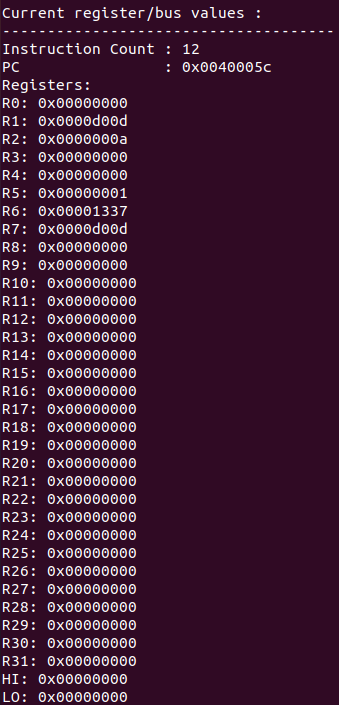 Current register/bus values :
-------------------------------------
Instruction Count : 12
PC                : 0x0040005c
Registers:
R0: 0x00000000
R1: 0x0000d00d
R2: 0x0000000a
R3: 0x00000000
R4: 0x00000000
R5: 0x00000001
R6: 0x00001337
R7: 0x0000d00d
R8: 0x00000000
R9: 0x00000000
R10: 0x00000000
R11: 0x00000000
R12: 0x00000000
R13: 0x00000000
R14: 0x00000000
R15: 0x00000000
R16: 0x00000000
R17: 0x00000000
R18: 0x00000000
R19: 0x00000000
R20: 0x00000000
R21: 0x00000000
R22: 0x00000000
R23: 0x00000000
R24: 0x00000000
R25: 0x00000000
R26: 0x00000000
R27: 0x00000000
R28: 0x00000000
R29: 0x00000000
R30: 0x00000000
R31: 0x00000000
HI: 0x00000000
LO: 0x00000000